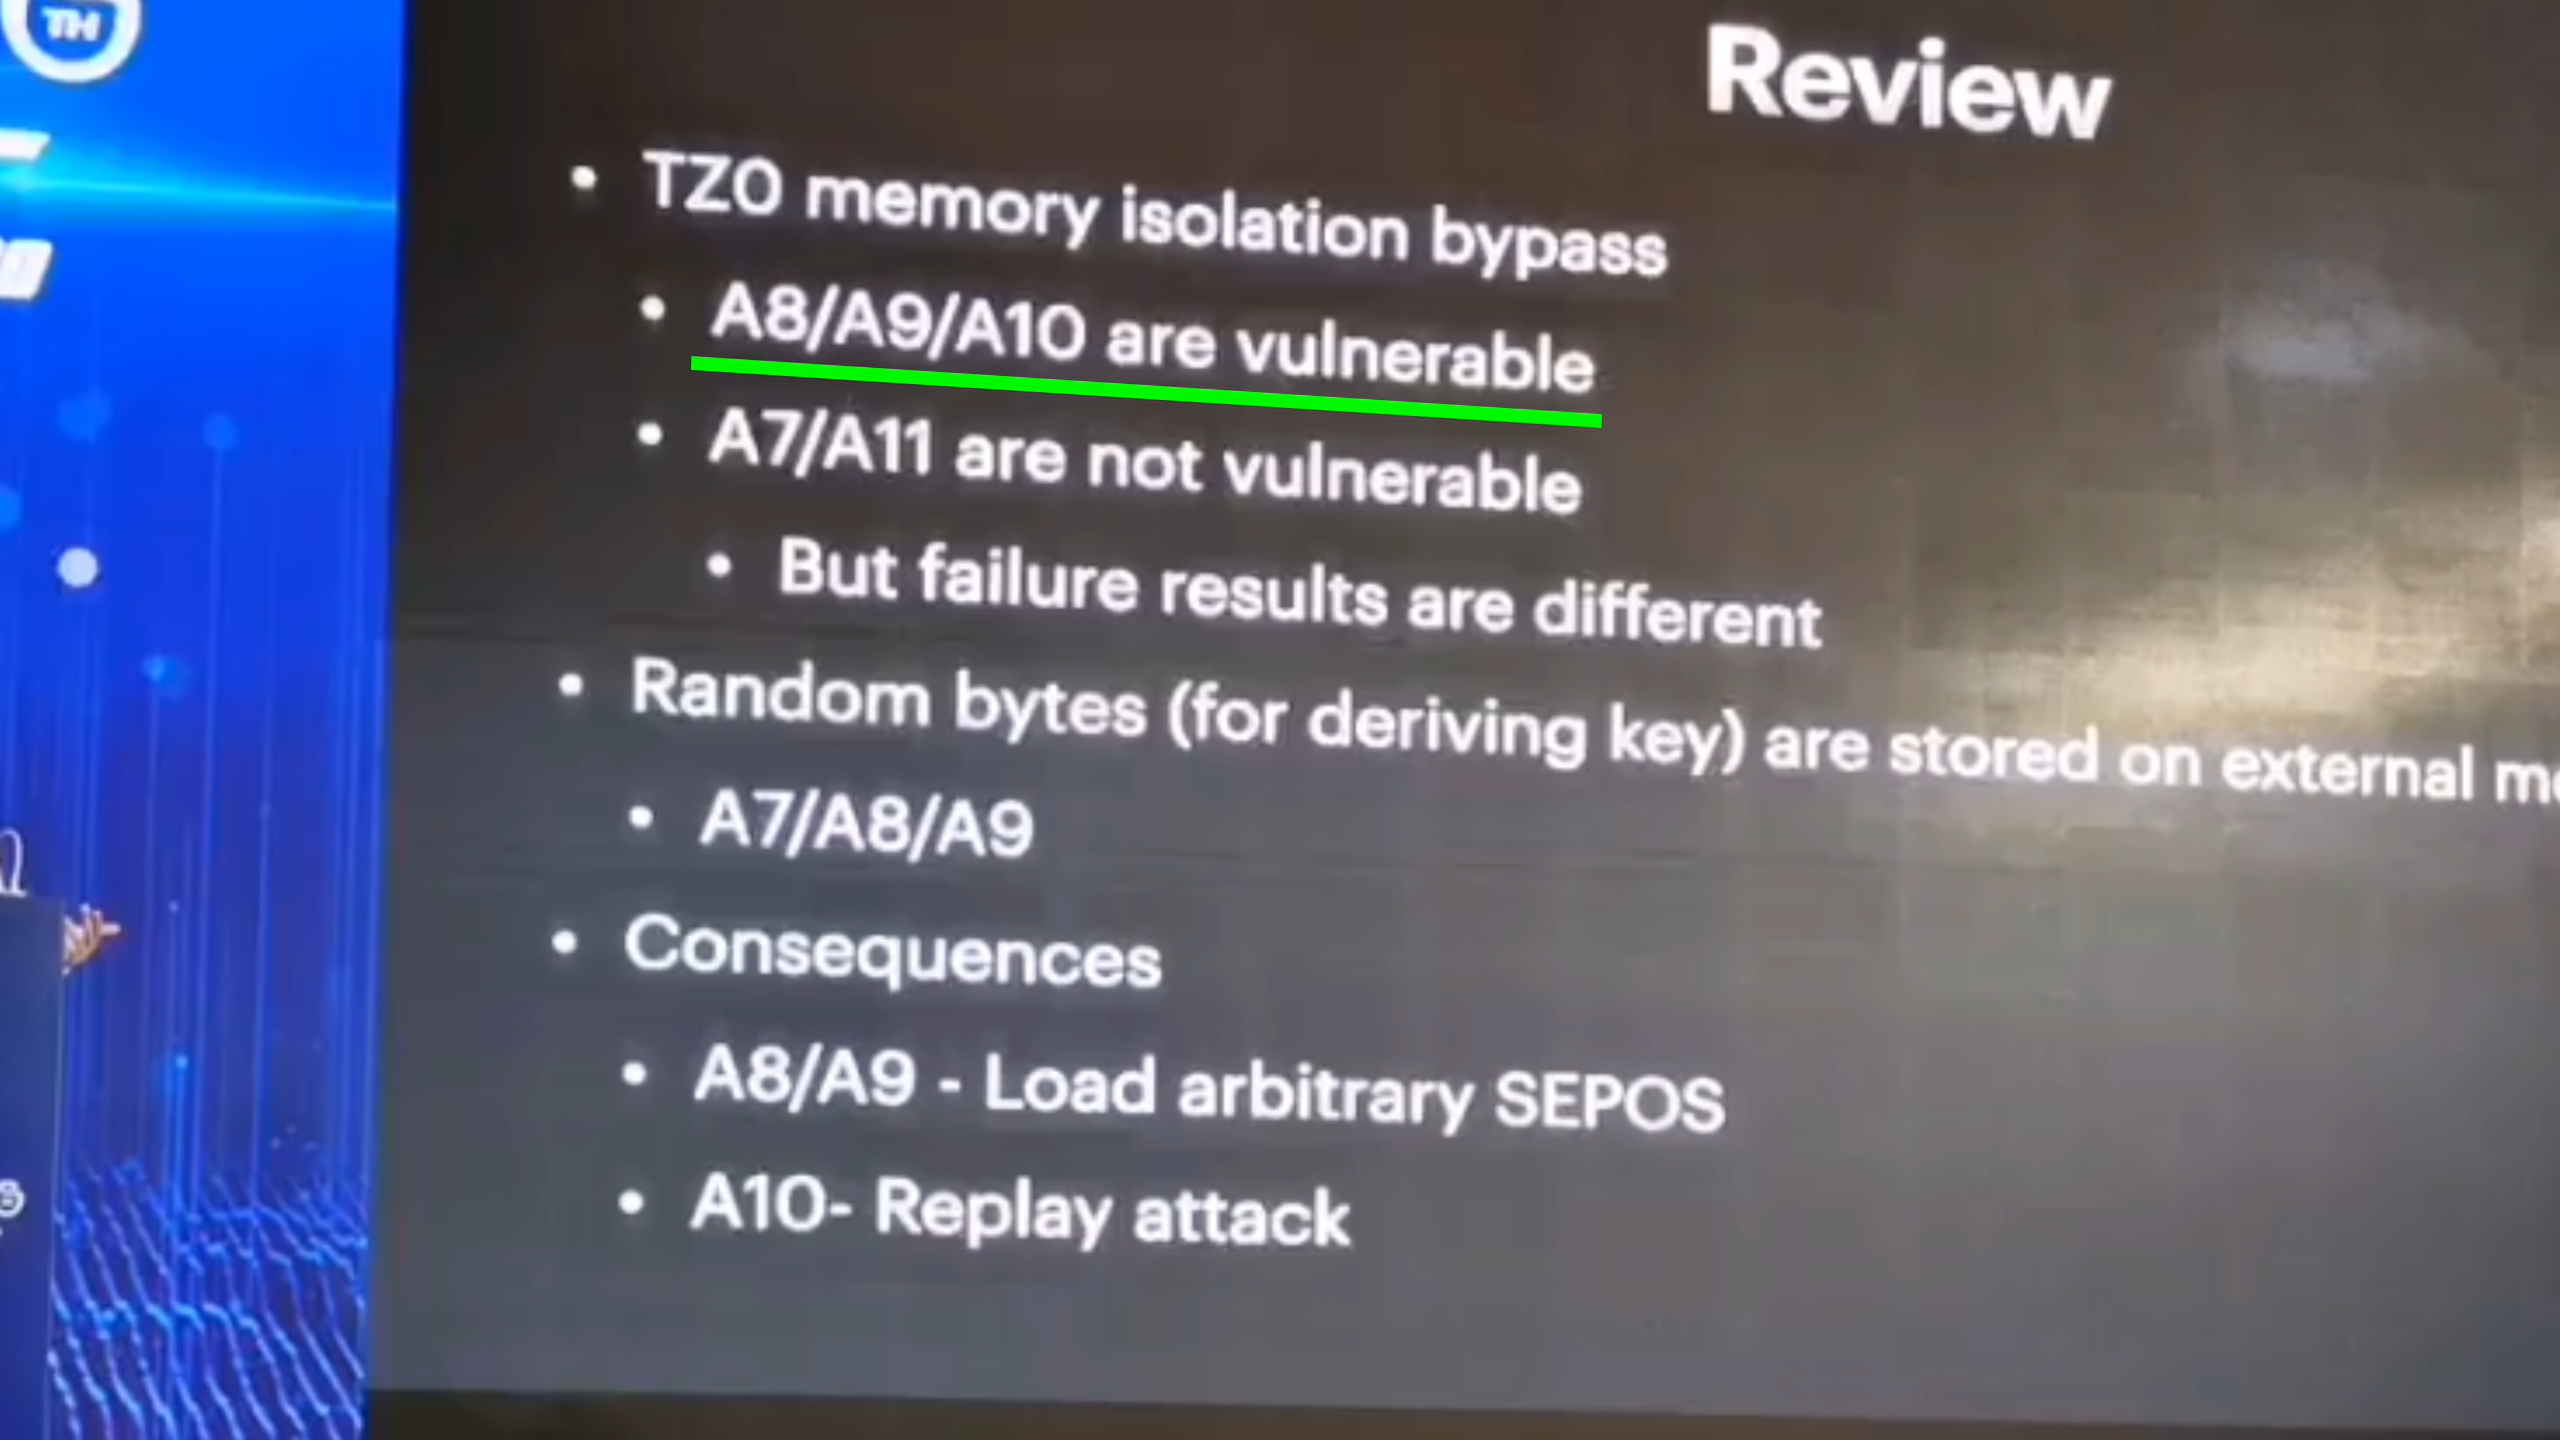 TH
Review
TZ0 memory isolation bypass
A8/A9/A10 are vulnerable
A7/A11 are not vulnerable
But failure results are different
Random bytes (for deriving key) are stored on external
A7/A8/A9
Consequences
A8/A9 - Load arbitrary SEPOS
A10- Replay attack